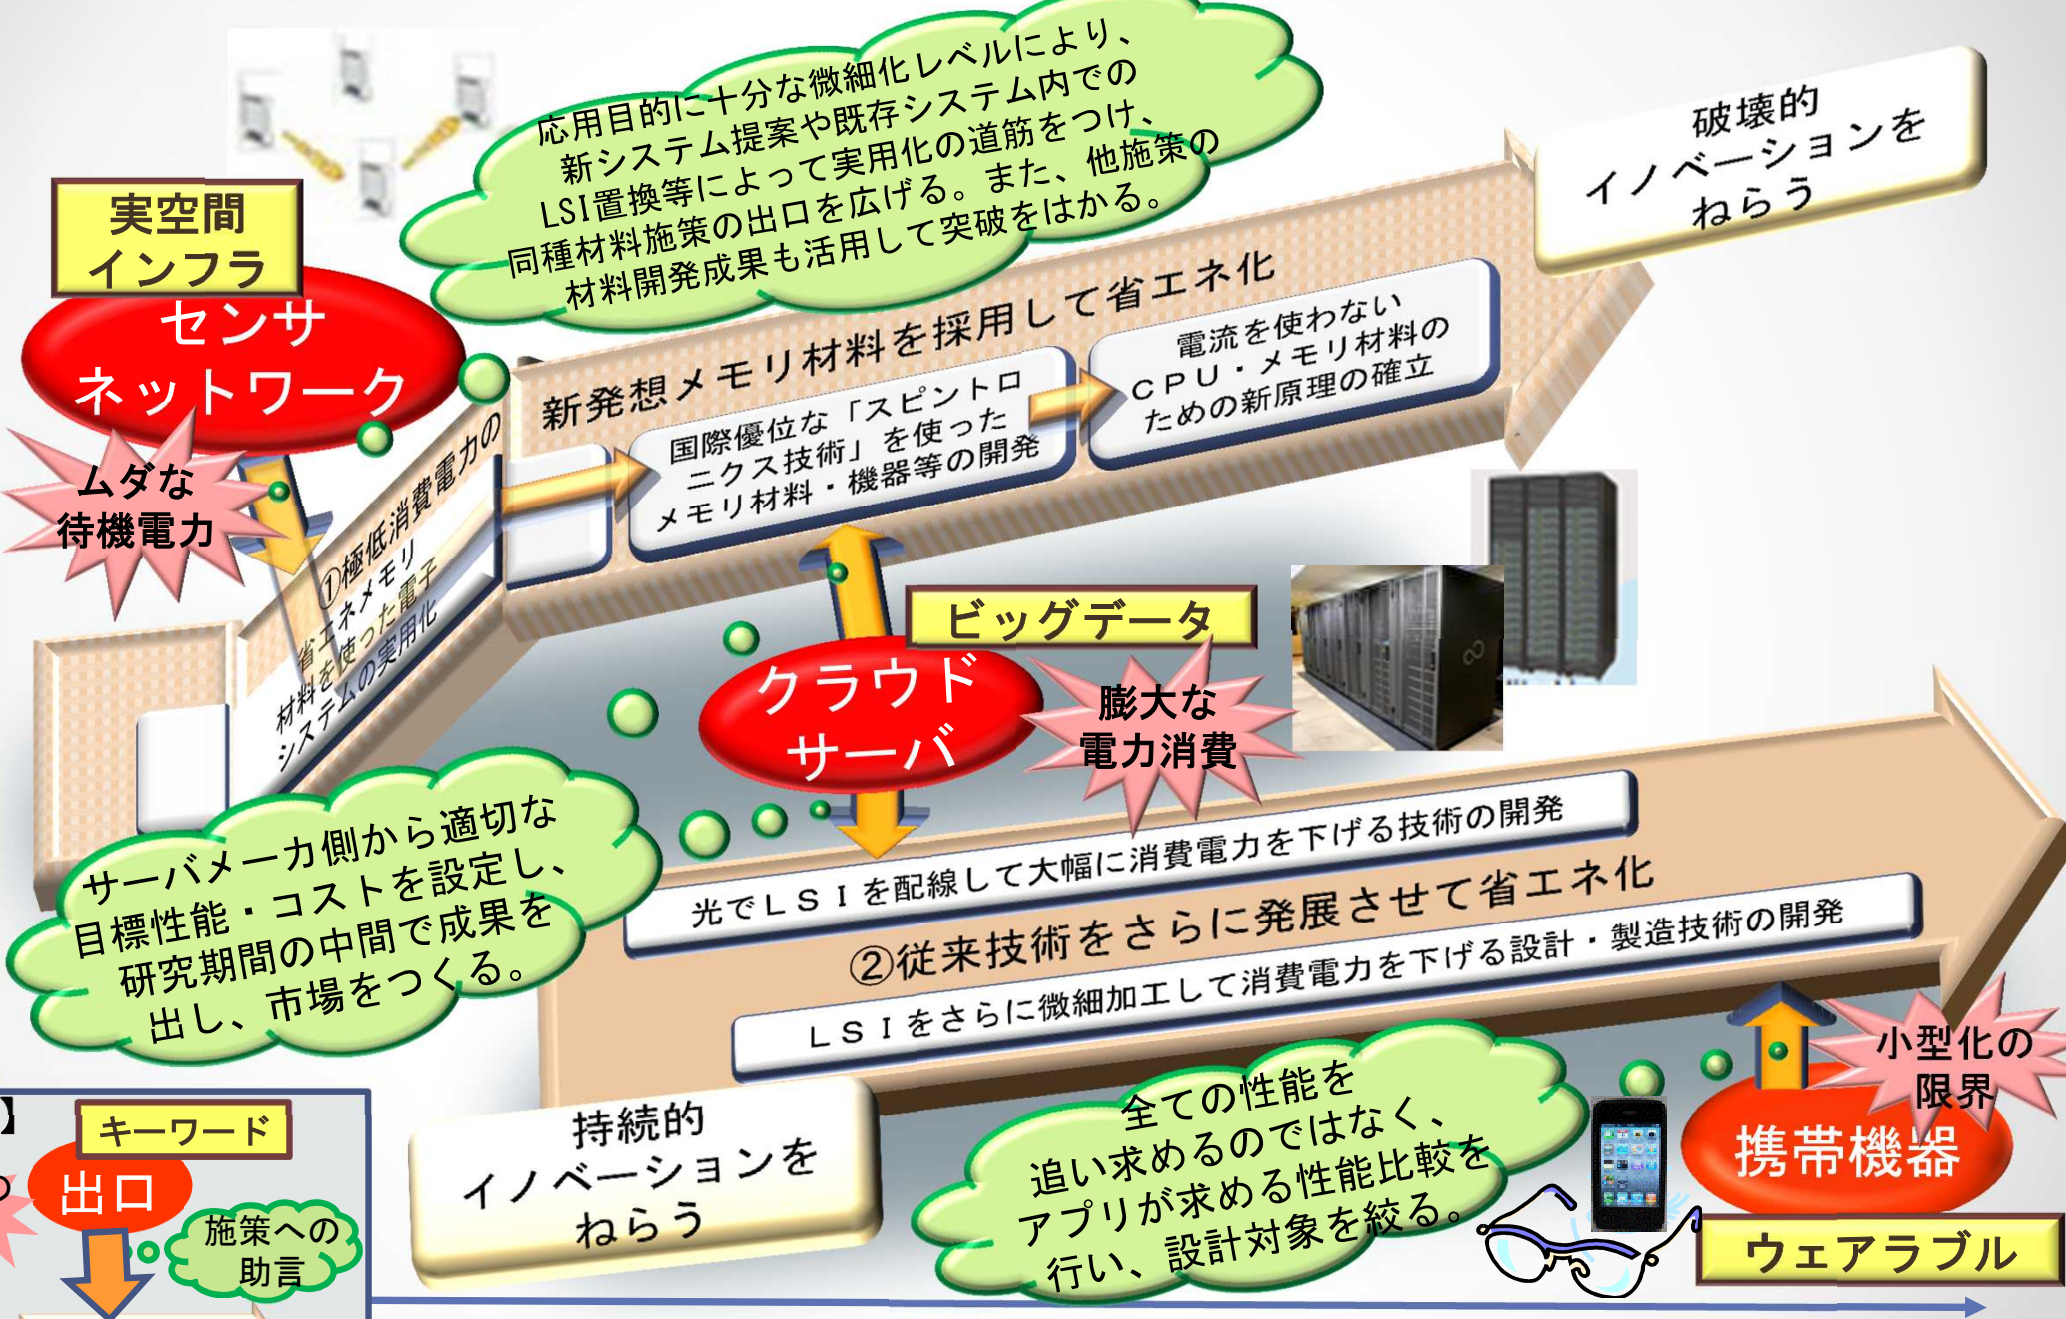 応用目的に十分な微細化レベルにより、
新システム提案や既存システム内での
LSI置換等によって実用化の道筋をつけ、
同種材料施策の出口を広げる。また、他施策の
材料開発成果も活用して突破をはかる。
破壊的
イノベーションを
ねらう
実空間
インフラ
センサ
ネットワーク
ムダな
待機電力
新発想メモリ材料を採用して省エネ化
国際優位な「スピントロ
ニクス技術」を使った
メモリ材料・機器等の開発
電流を使わない
CPU・メモリ材料の
ための新原理の確立
①極低消費電力の
省エネメモリ
材料を使った電子
システムの実用化
ビッグデータ
クラウド
サーバ
膨大な
電力消費
サーバメーカ側から適切な
目標性能・コストを設定し、
研究期間の中間で成果を
出し、市場をつくる。
光でLSIを配線して大幅に消費電力を下げる技術の開発
②従来技術をさらに発展させて省エネ化
LSIをさらに微細加工して消費電力を下げる設計・製造技術の開発
持続的
イノベーションを
ねらう
全ての性能を
追い求めるのではなく、
アプリが求める性能比較を
行い、設計対象を絞る。
小型化の
限界
携帯機器
ウェアラブル
】
キーワード
出口
施策への
助言